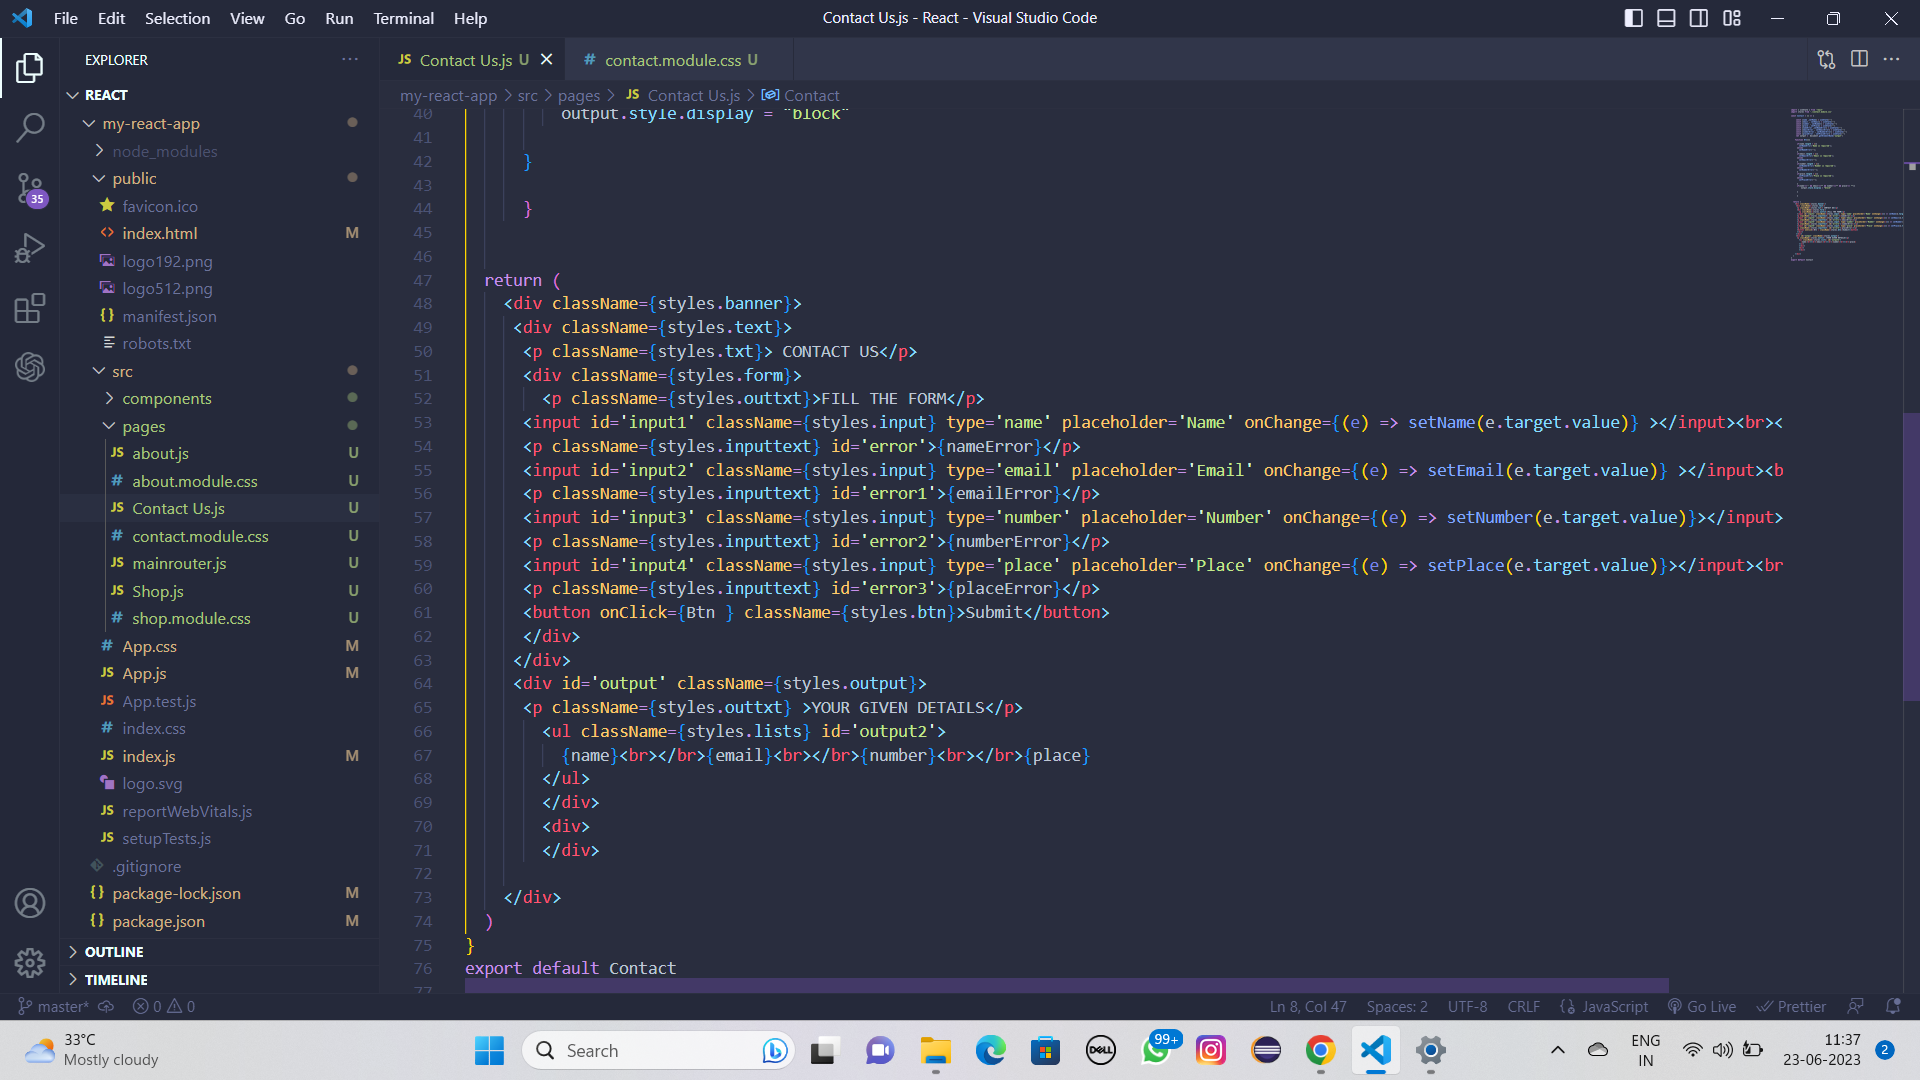 File Edit Selection View Go Run Terminal Help
Contact Us.js - React - Visual Studio Code
EXPLORER
REACT
my-react-app
node_modules
public
favicon.ico
index.html M
logo192.png
logo512.png
manifest.json
robots.txt
src
components
pages
about.js U
about.module.css U
Contact Us.js U
contact.module.css U
mainrouter.js U
Shop.js U
shop.module.css U
App.css M
App.js M
App.test.js
index.css
index.js M
logo.svg
reportWebVitals.js
setupTests.js
.gitignore
package-lock.json M
package.json M
OUTLINE
TIMELINE
35
JS Contact Us.js U
# contact.module.css U
my-react-app > src > pages > JS Contact Us.js > Contact
40 output.style.display = "block"
41
42 }
43
44 }
45
46
47 return (
48 <div className={styles.banner}>
49 <div className={styles.text}>
50 <p className={styles.txt}> CONTACT US</p>
51 <div className={styles.form}>
52 <p className={styles.outtxt}>FILL THE FORM</p>
53 <input id='input1' className={styles.input} type='name' placeholder='Name' onChange={(e) => setName(e.target.value)} ></input><br><
54 <p className={styles.inputtext} id='error'>{nameError}</p>
55 <input id='input2' className={styles.input} type='email' placeholder='Email' onChange={(e) => setEmail(e.target.value)} ></input><b
56 <p className={styles.inputtext} id='error1'>{emailError}</p>
57 <input id='input3' className={styles.input} type='number' placeholder='Number' onChange={(e) => setNumber(e.target.value)}></input>
58 <p className={styles.inputtext} id='error2'>{numberError}</p>
59 <input id='input4' className={styles.input} type='place' placeholder='Place' onChange={(e) => setPlace(e.target.value)}></input><br
60 <p className={styles.inputtext} id='error3'>{placeError}</p>
61 <button onClick={Btn } className={styles.btn}>Submit</button>
62 </div>
63 </div>
64 <div id='output' className={styles.output}>
65 <p className={styles.outtxt} >YOUR GIVEN DETAILS</p>
66 <ul className={styles.lists} id='output2'>
67 {name}<br></br>{email}<br></br>{number}<br></br>{place}
68 </ul>
69 </div>
70 <div>
71 </div>
72
73 </div>
74 )
75 }
76 export default Contact
77
master* 0 0
Ln 8, Col 47 Spaces: 2 UTF-8 CRLF JavaScript Go Live Prettier
33°C
Mostly cloudy
Search
DELL
99+
ENG
IN
11:37
23-06-2023
2